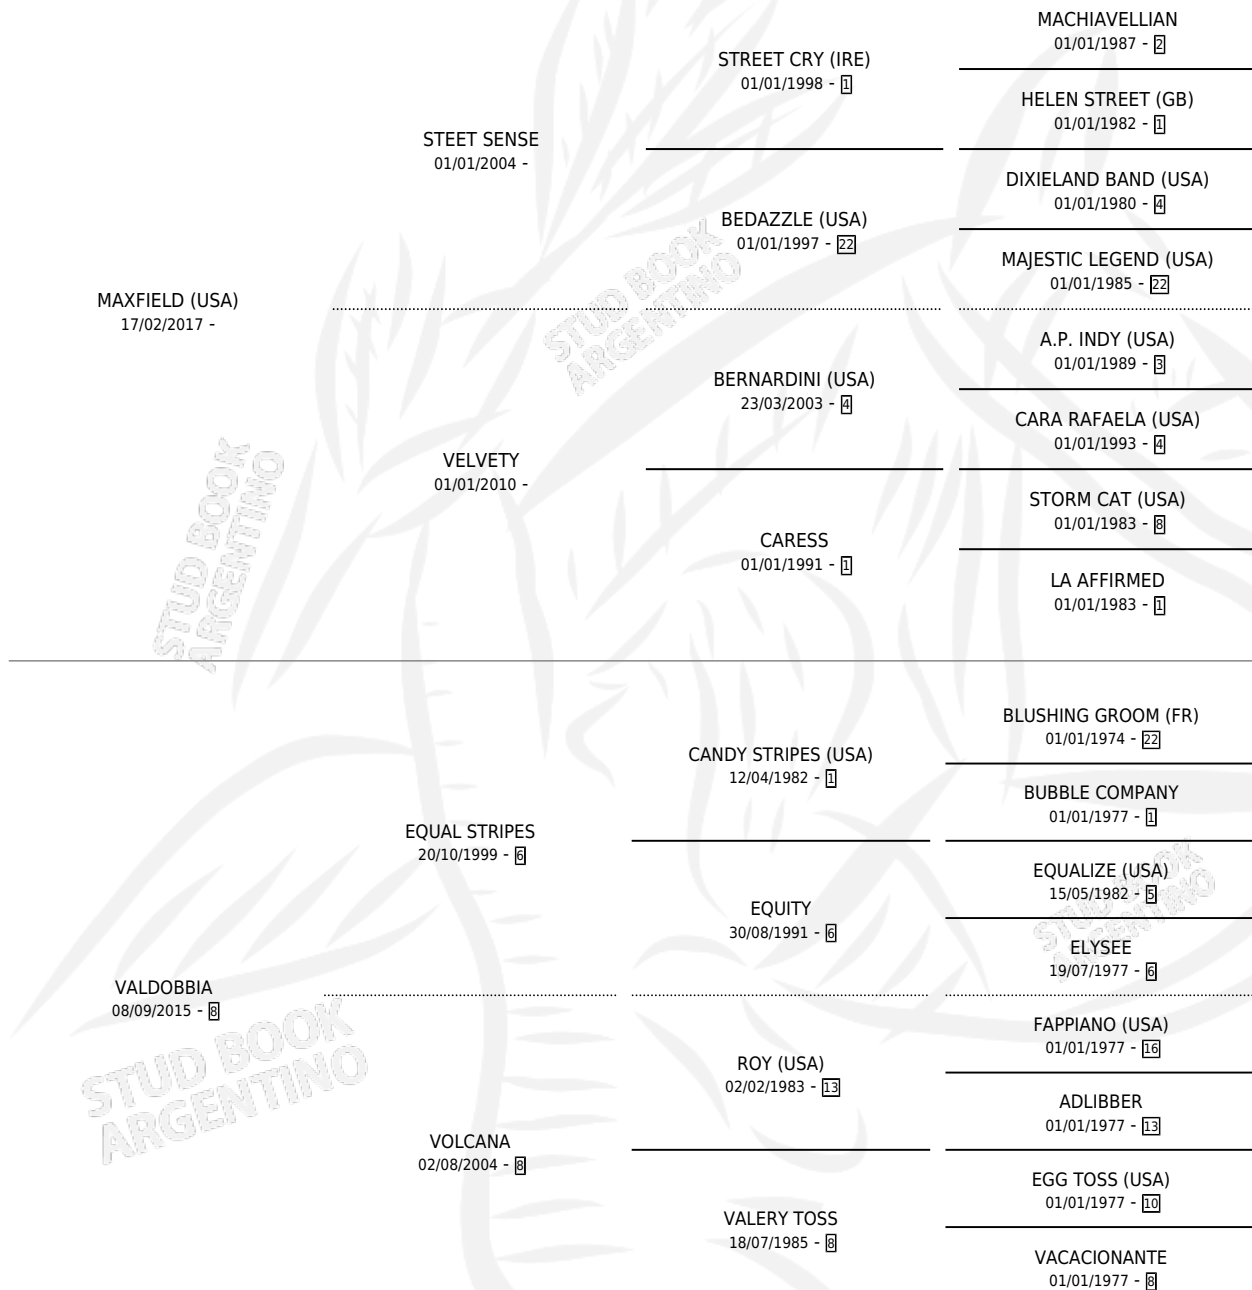 MACHIAVELLIAN
01/01/1987 - 2
STREET CRY (IRE)
01/01/1998 - 1
HELEN STREET (GB)
01/01/1982 - 1
STEET SENSE
01/01/2004 -
DIXIELAND BAND (USA)
01/01/1980 - 4
BEDAZZLE (USA)
01/01/1997 - 22
MAJESTIC LEGEND (USA)
01/01/1985 - 22
MAXFIELD (USA)
17/02/2017 -
A.P. INDY (USA)
01/01/1989 - 3
BERNARDINI (USA)
23/03/2003 - 4
CARA RAFAELA (USA)
01/01/1993 - 4
VELVETY
01/01/2010 -
STORM CAT (USA)
01/01/1983 - 8
CARESS
01/01/1991 - 1
LA AFFIRMED
01/01/1983 - 1
BLUSHING GROOM (FR)
01/01/1974 - 22
CANDY STRIPES (USA)
12/04/1982 - 1
BUBBLE COMPANY
01/01/1977 - 1
EQUAL STRIPES
20/10/1999 - 6
EQUALIZE (USA)
15/05/1982 - 5
EQUITY
30/08/1991 - 6
ELYSEE
19/07/1977 - 6
VALDOBBIA
08/09/2015 - 8
FAPPIANO (USA)
01/01/1977 - 16
ROY (USA)
02/02/1983 - 13
ADLIBBER
01/01/1977 - 13
VOLCANA
02/08/2004 - 8
EGG TOSS (USA)
01/01/1977 - 10
VALERY TOSS
18/07/1985 - 8
VACACIONANTE
01/01/1977 - 8
STUD BOOK
ARGENTINO
STUD BOOK
ARGENTINO
STUD BOOK
ARGENTINO
STUD BOOK
ARGENTINO